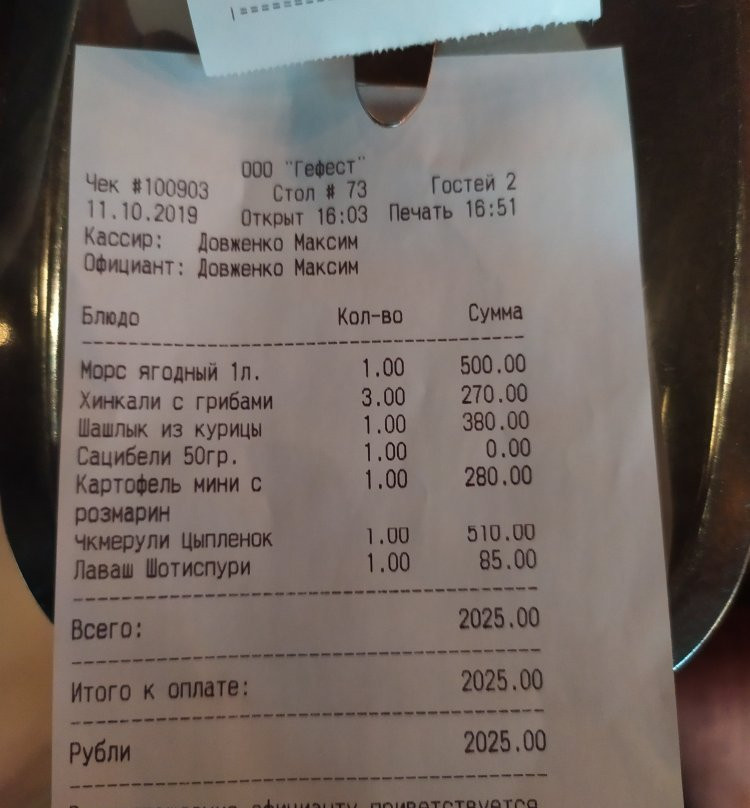 ООО "Гефест"
Чек #100903 Стол # 73 Гостей 2
11.10.2019 Открыт 16:03 Печать 16:51
Кассир: Довженко Максим
Официант: Довженко Максим
Блюдо Кол-во Сумма
Морс ягодный 1л. 1.00 500.00
Хинкали с грибами 3.00 270.00
Шашлык из курицы 1.00 380.00
Сацибели 50гр. 1.00 0.00
Картофель мини с 1.00 280.00
розмарин
Чкмерули Цыпленок 1.00 510.00
Лаваш Шотиспури 1.00 85.00
Всего: 2025.00
Итого к оплате: 2025.00
Рубли 2025.00
официанту приветствуется